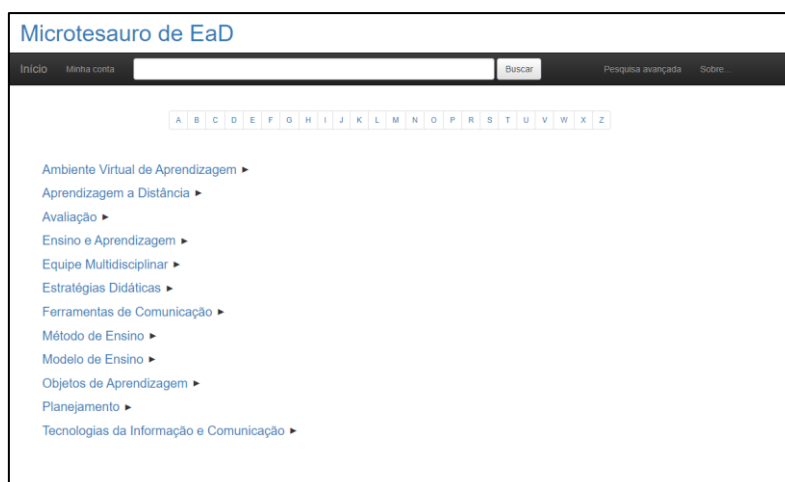 Microtesauro de EaD
Início Minha conta Buscar Pesquisa avançada Sobre...
A B C D E F G H I J K L M N O P R S T U V W X Z
Ambiente Virtual de Aprendizagem ►
Aprendizagem a Distância ►
Avaliação ►
Ensino e Aprendizagem ►
Equipe Multidisciplinar ►
Estratégias Didáticas ►
Ferramentas de Comunicação ►
Método de Ensino ►
Modelo de Ensino ►
Objetos de Aprendizagem ►
Planejamento ►
Tecnologias da Informação e Comunicação ►